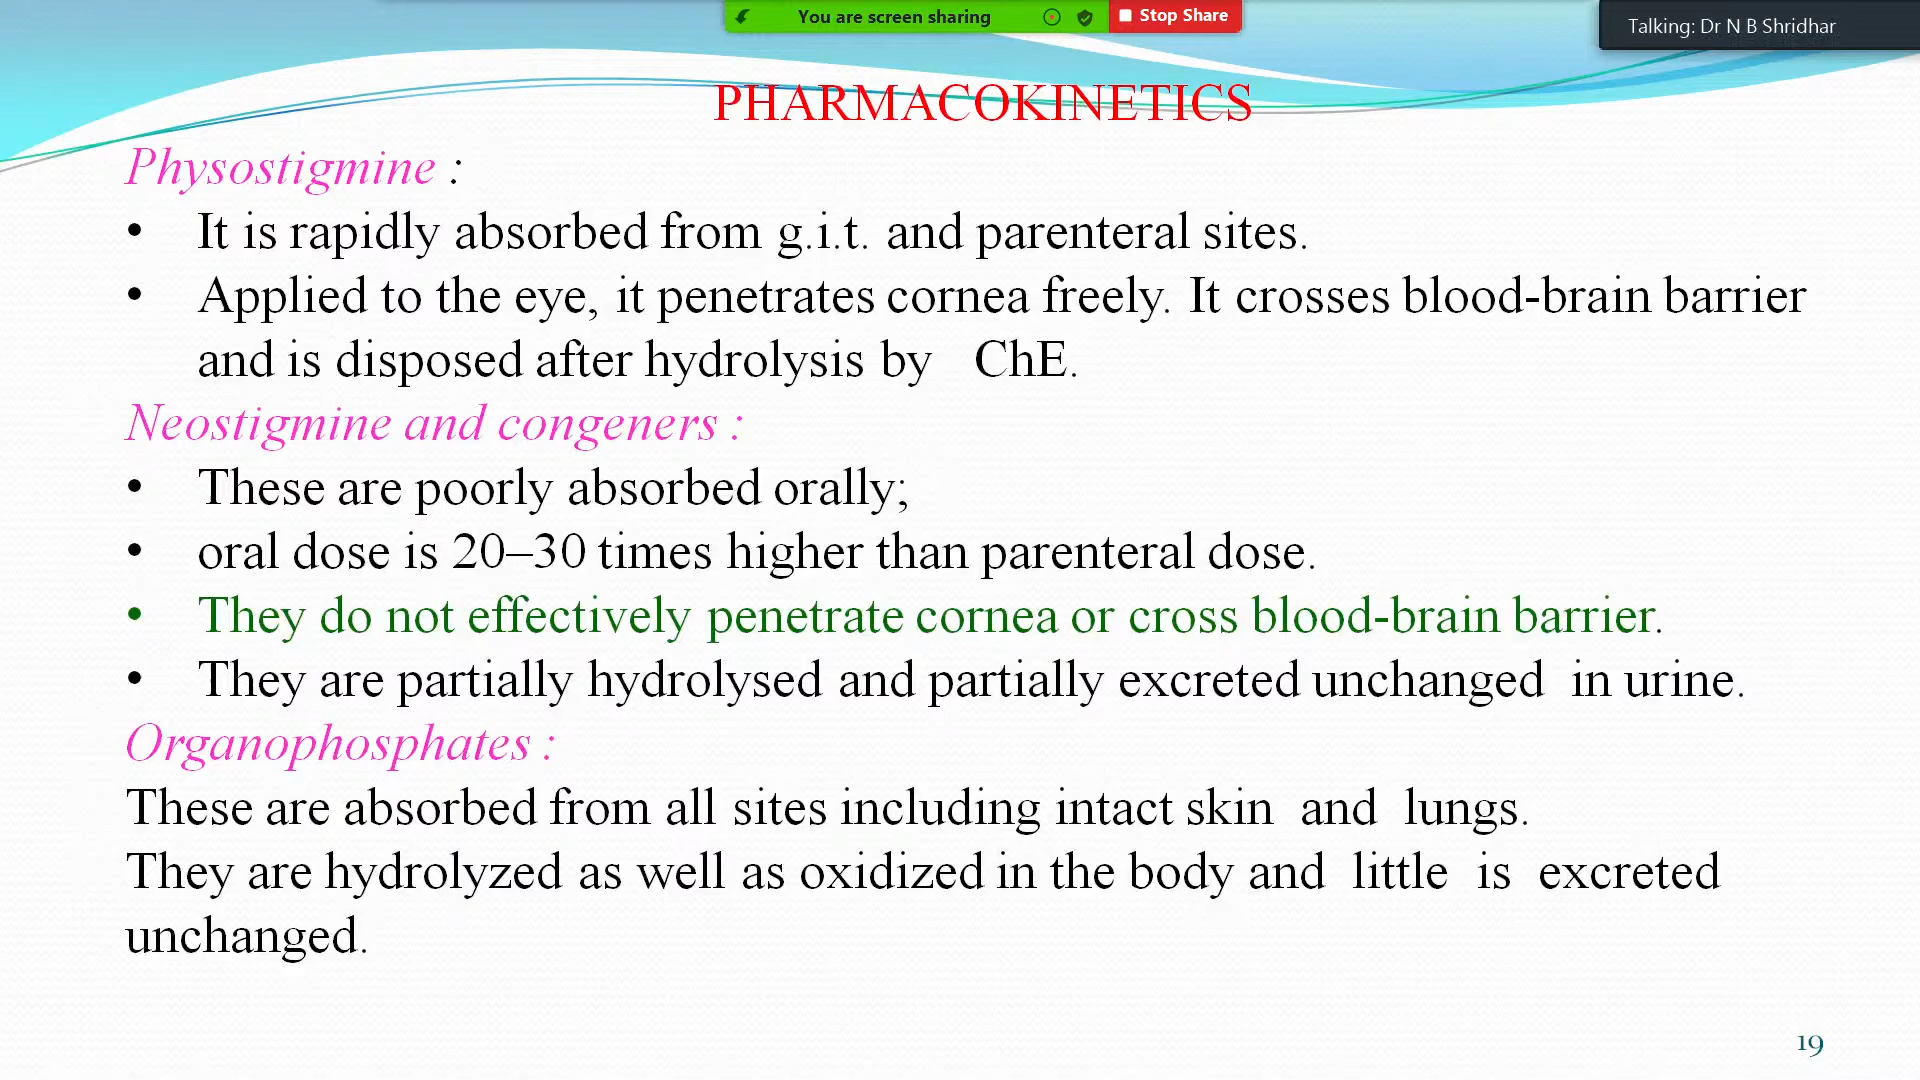 You are screen sharing
Stop Share
Talking: Dr N B Shridhar
PHARMACOKINETICS
Physostigmine :
• It is rapidly absorbed from g.i.t. and parenteral sites.
• Applied to the eye, it penetrates cornea freely. It crosses blood-brain barrier
and is disposed after hydrolysis by ChE.
Neostigmine and congeners :
• These are poorly absorbed orally;
• oral dose is 20–30 times higher than parenteral dose.
• They do not effectively penetrate cornea or cross blood-brain barrier.
• They are partially hydrolysed and partially excreted unchanged in urine.
Organophosphates :
These are absorbed from all sites including intact skin and lungs.
They are hydrolyzed as well as oxidized in the body and little is excreted
unchanged.
19